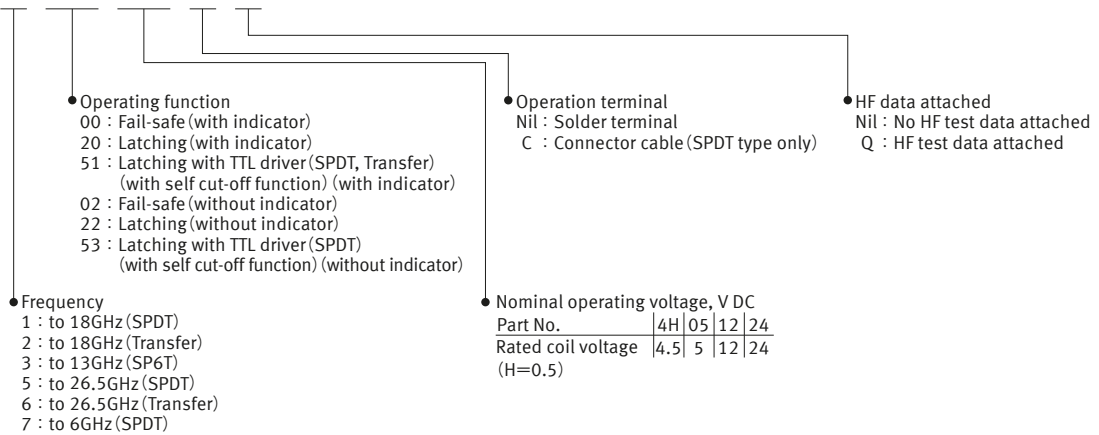 Operating function
00 : Fail-safe (with indicator)
20 : Latching (with indicator)
51 : Latching with TTL driver (SPDT, Transfer)
(with self cut-off function) (with indicator)
02 : Fail-safe (without indicator)
22 : Latching (without indicator)
53 : Latching with TTL driver (SPDT)
(with self cut-off function) (without indicator)
Operation terminal
Nil : Solder terminal
C : Connector cable (SPDT type only)
HF data attached
Nil : No HF test data attached
Q : HF test data attached
Frequency
1 : to 18GHz (SPDT)
2 : to 18GHz (Transfer)
3 : to 13GHz (SP6T)
5 : to 26.5GHz (SPDT)
6 : to 26.5GHz (Transfer)
7 : to 6GHz (SPDT)
Nominal operating voltage, V DC
Part No. 4H 05 12 24
Rated coil voltage 4.5 5 12 24
(H=0.5)